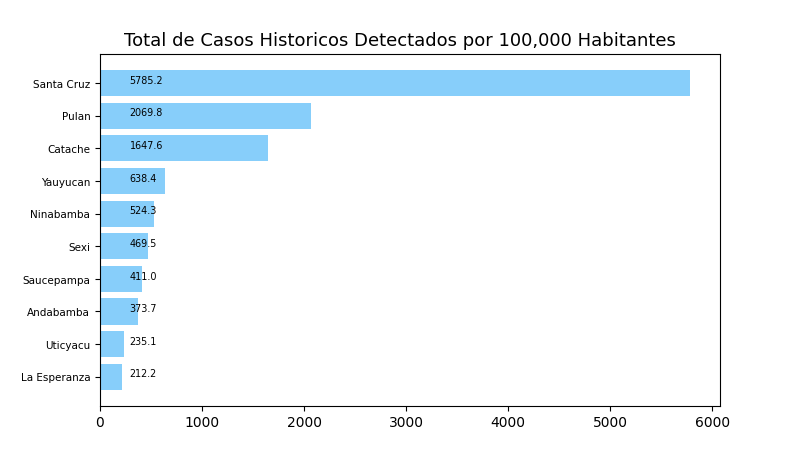 Total de Casos Historicos Detectados por 100,000 Habitantes
Santa Cruz 5785.2
Pulan 2069.8
Catache 1647.6
Yauyucan 638.4
Ninabamba 524.3
Sexi 469.5
Saucepampa 411.0
Andabamba 373.7
Uticyacu 235.1
La Esperanza 212.2
0 1000 2000 3000 4000 5000 6000